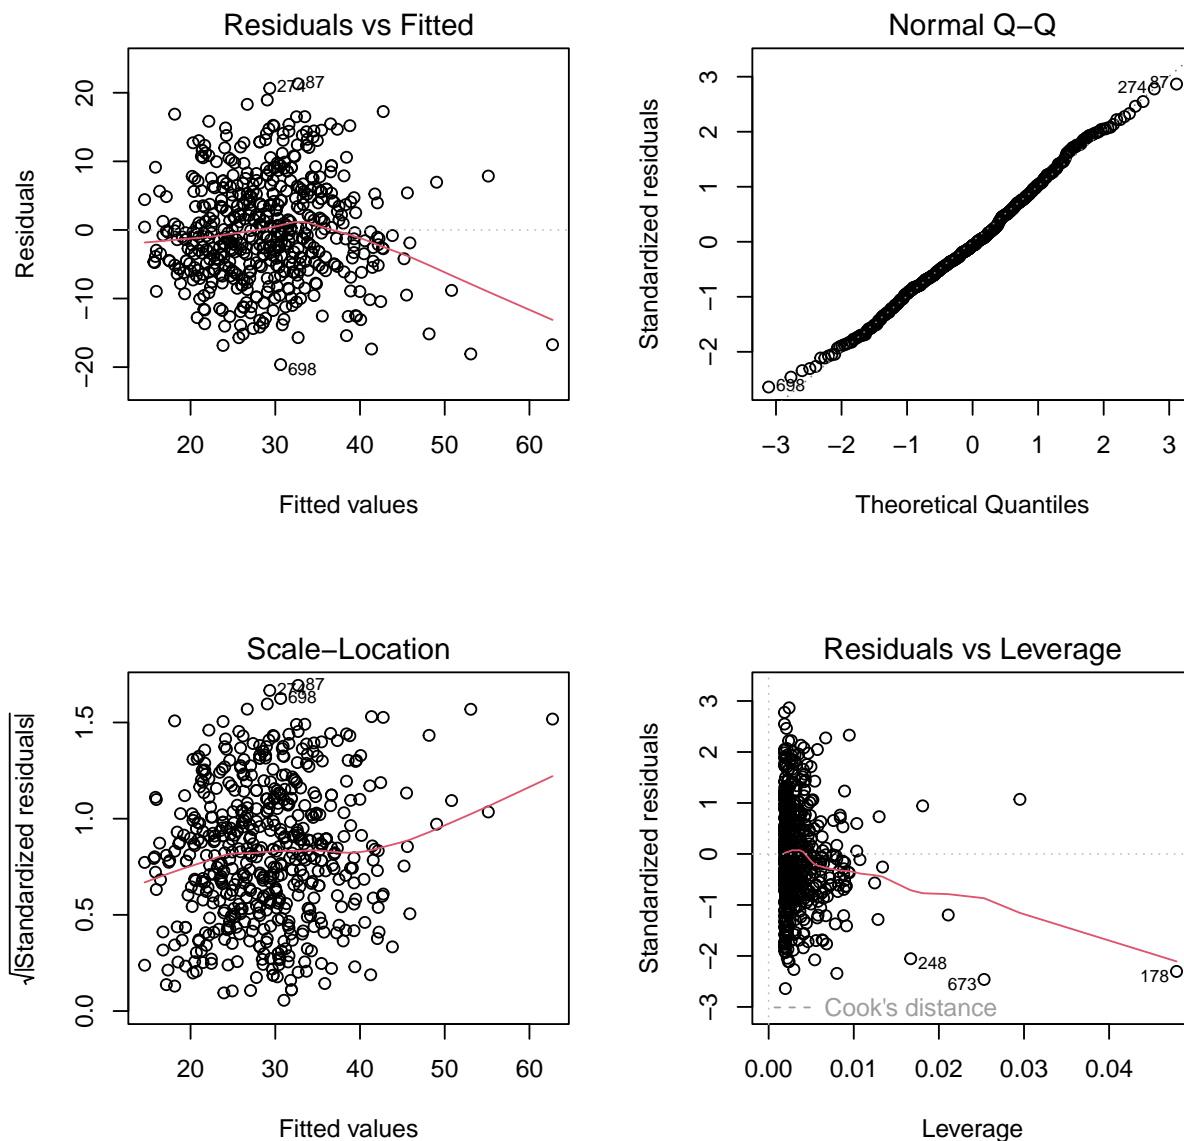 Residuals vs Fitted
Residuals
20
10
0
−10
−20
274
87
698
20 30 40 50 60
Fitted values
Normal Q−Q
Standardized residuals
3
2
1
0
−1
−2
274
87
698
−3 −2 −1 0 1 2 3
Theoretical Quantiles
Scale−Location
√|Standardized residuals|
1.5
1.0
0.5
0.0
274
87
698
20 30 40 50 60
Fitted values
Residuals vs Leverage
Standardized residuals
3
2
1
0
−1
−2
−3
248
673
178
Cook's distance
0.00 0.01 0.02 0.03 0.04
Leverage